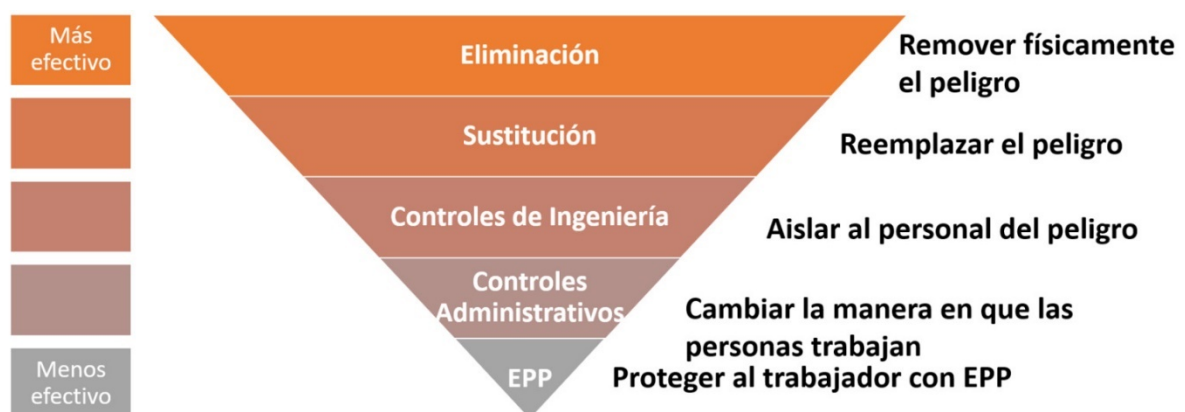 Más
efectivo
Eliminación
Remover físicamente
el peligro
Sustitución
Reemplazar el peligro
Controles de Ingeniería
Aislar al personal del peligro
Controles
Administrativos
Cambiar la manera en que las
personas trabajan
Menos
efectivo
EPP
Proteger al trabajador con EPP